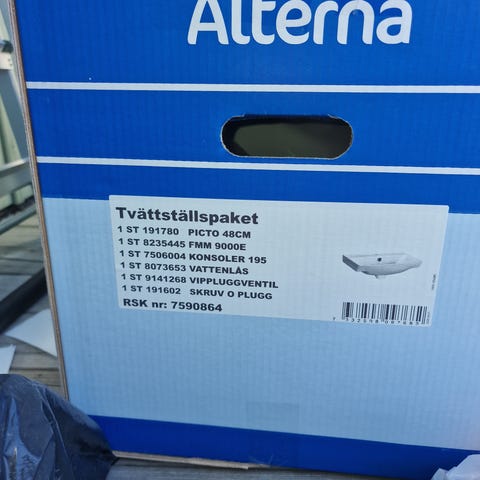 Alterna
Tvättställspaket
1 ST 191780 PICTO 48CM
1 ST 8235445 FMM 9000E
1 ST 7506004 KONSOLER 195
1 ST 8073653 VATTENLÅS
1 ST 9141268 VIPPLUGGVENTIL
1 ST 191602 SKRUV O PLUGG
RSK nr: 7590864